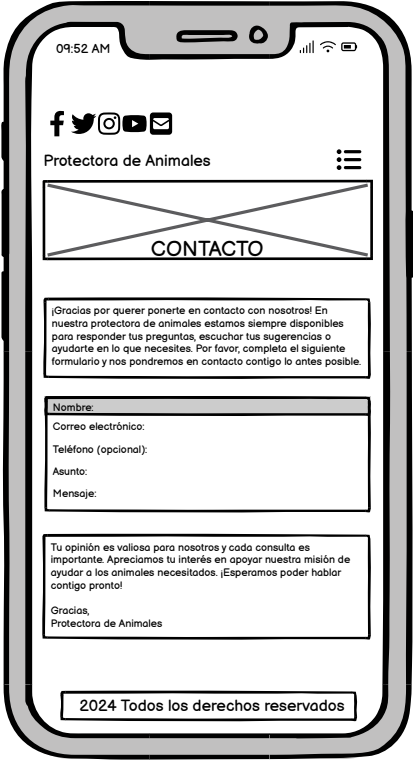 09:52 AM
Protectora de Animales
CONTACTO
¡Gracias por querer ponerte en contacto con nosotros! En
nuestra protectora de animales estamos siempre disponibles
para responder tus preguntas, escuchar tus sugerencias o
ayudarte en lo que necesites. Por favor, completa el siguiente
formulario y nos pondremos en contacto contigo lo antes posible.
Nombre:
Correo electrónico:
Teléfono (opcional):
Asunto:
Mensaje:
Tu opinión es valiosa para nosotros y cada consulta es
importante. Apreciamos tu interés en apoyar nuestra misión de
ayudar a los animales necesitados. ¡Esperamos poder hablar
contigo pronto!
Gracias,
Protectora de Animales
2024 Todos los derechos reservados